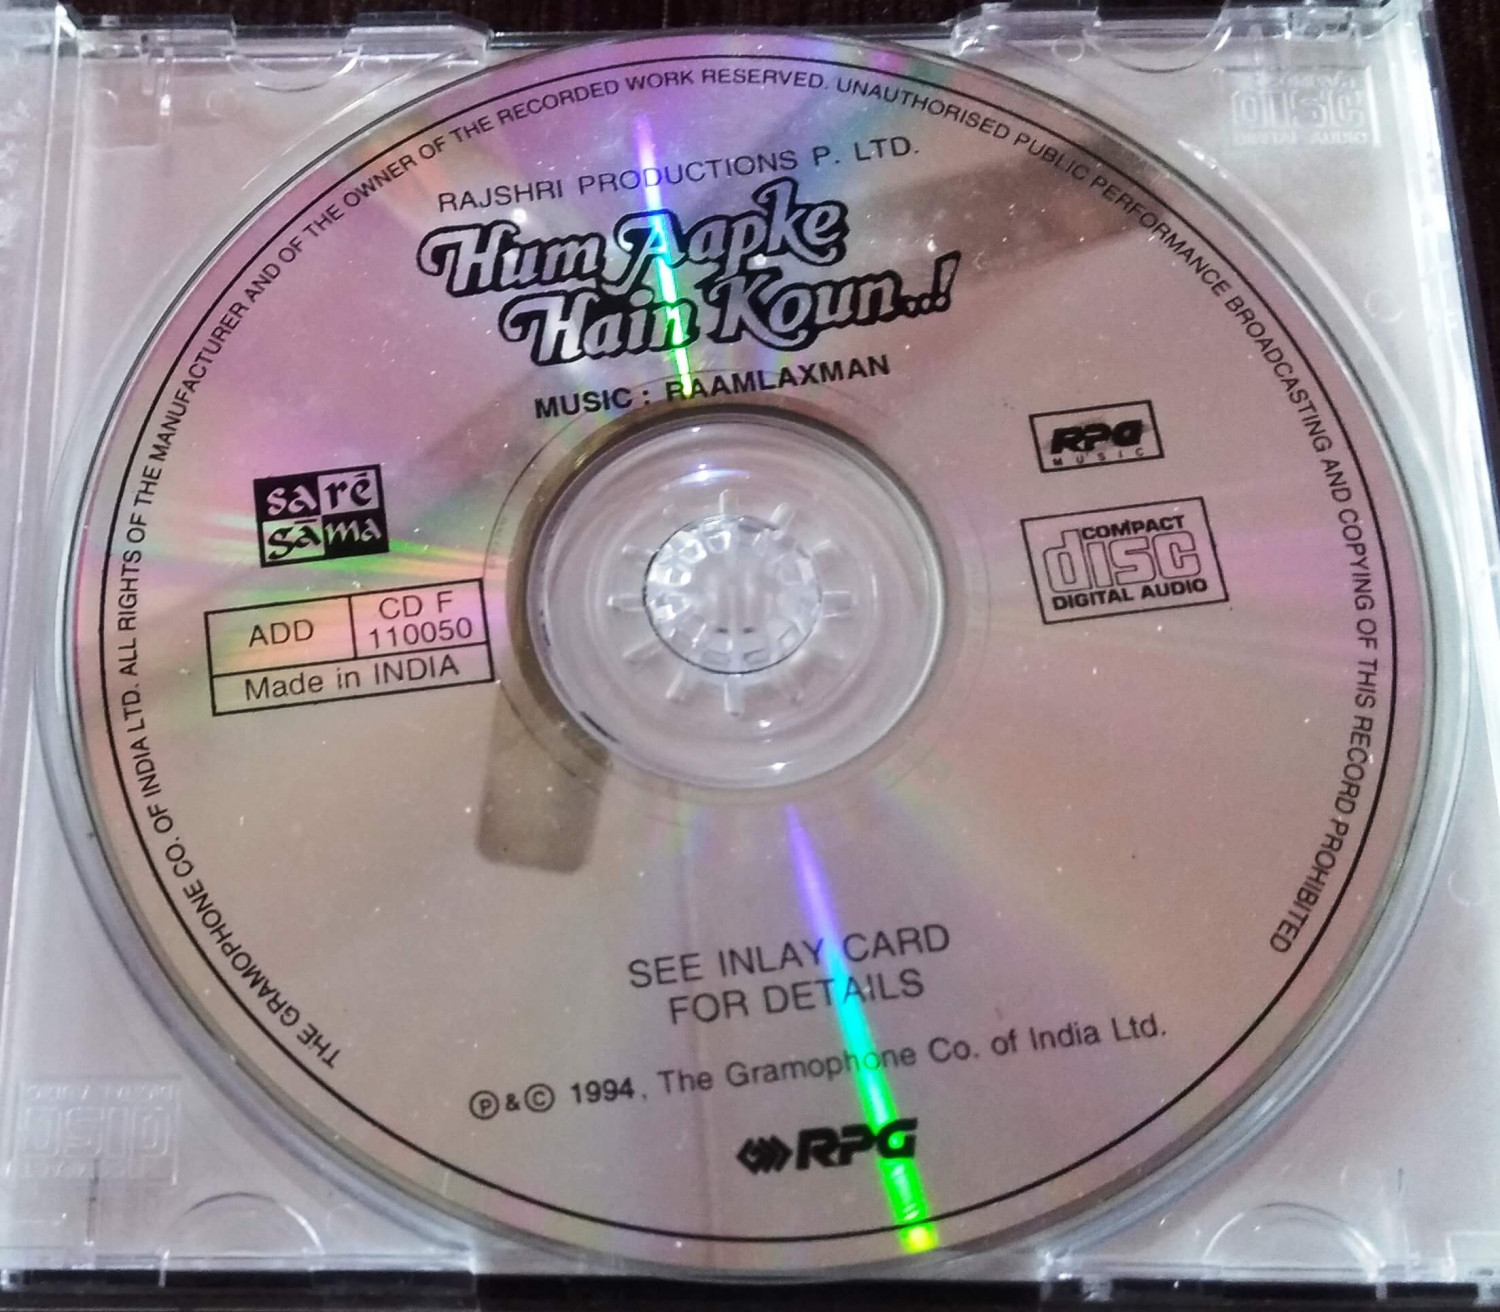 THE GRAMOPHONE CO. OF INDIA LTD. ALL RIGHTS OF THE MANUFACTURER AND OF THE OWNER OF THE RECORDED WORK RESERVED. UNAUTHORISED PUBLIC PERFORMANCE BROADCASTING AND COPYING OF THIS RECORD PROHIBITED
RAJSHRI PRODUCTIONS P. LTD.
Hum Aapke
Hain Koun..!
MUSIC : RAAMLAXMAN
sa rē
ga ma
ADD
CD F
110050
Made in INDIA
RPG
MUSIC
COMPACT
disc
DIGITAL AUDIO
SEE INLAY CARD
FOR DETAILS
℗ & © 1994, The Gramophone Co. of India Ltd.
RPG